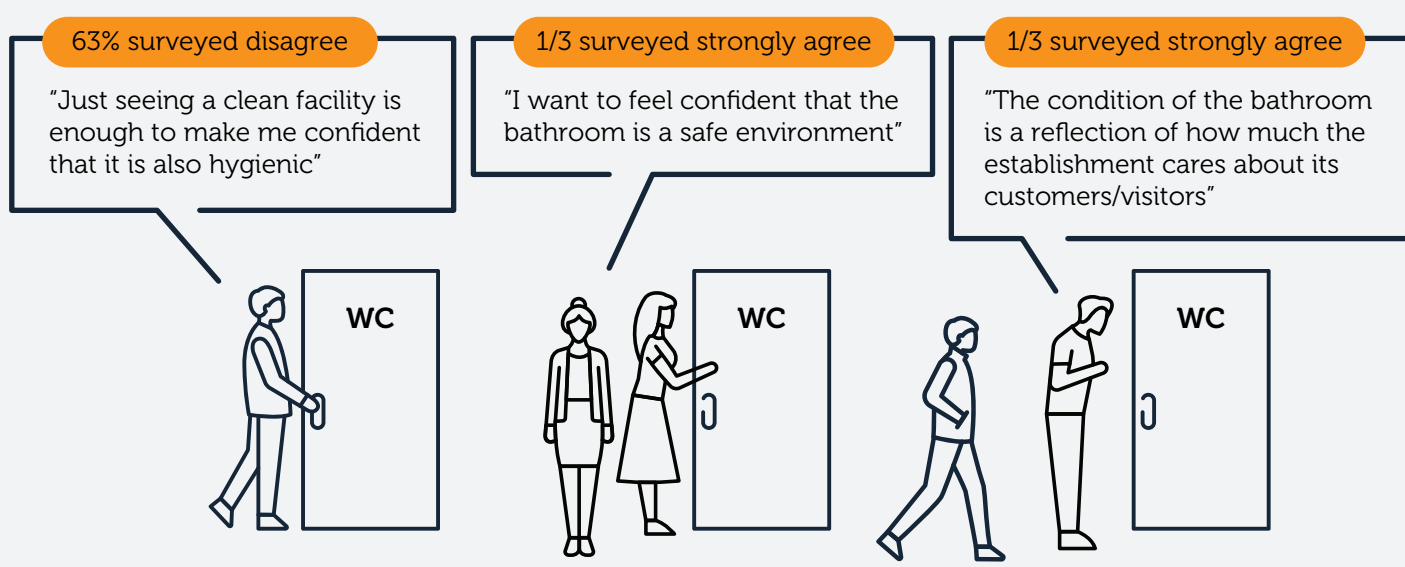 63% surveyed disagree
"Just seeing a clean facility is
enough to make me confident
that it is also hygienic"
1/3 surveyed strongly agree
"I want to feel confident that the
bathroom is a safe environment"
1/3 surveyed strongly agree
"The condition of the bathroom
is a reflection of how much the
establishment cares about its
customers/visitors"
WC
WC
WC